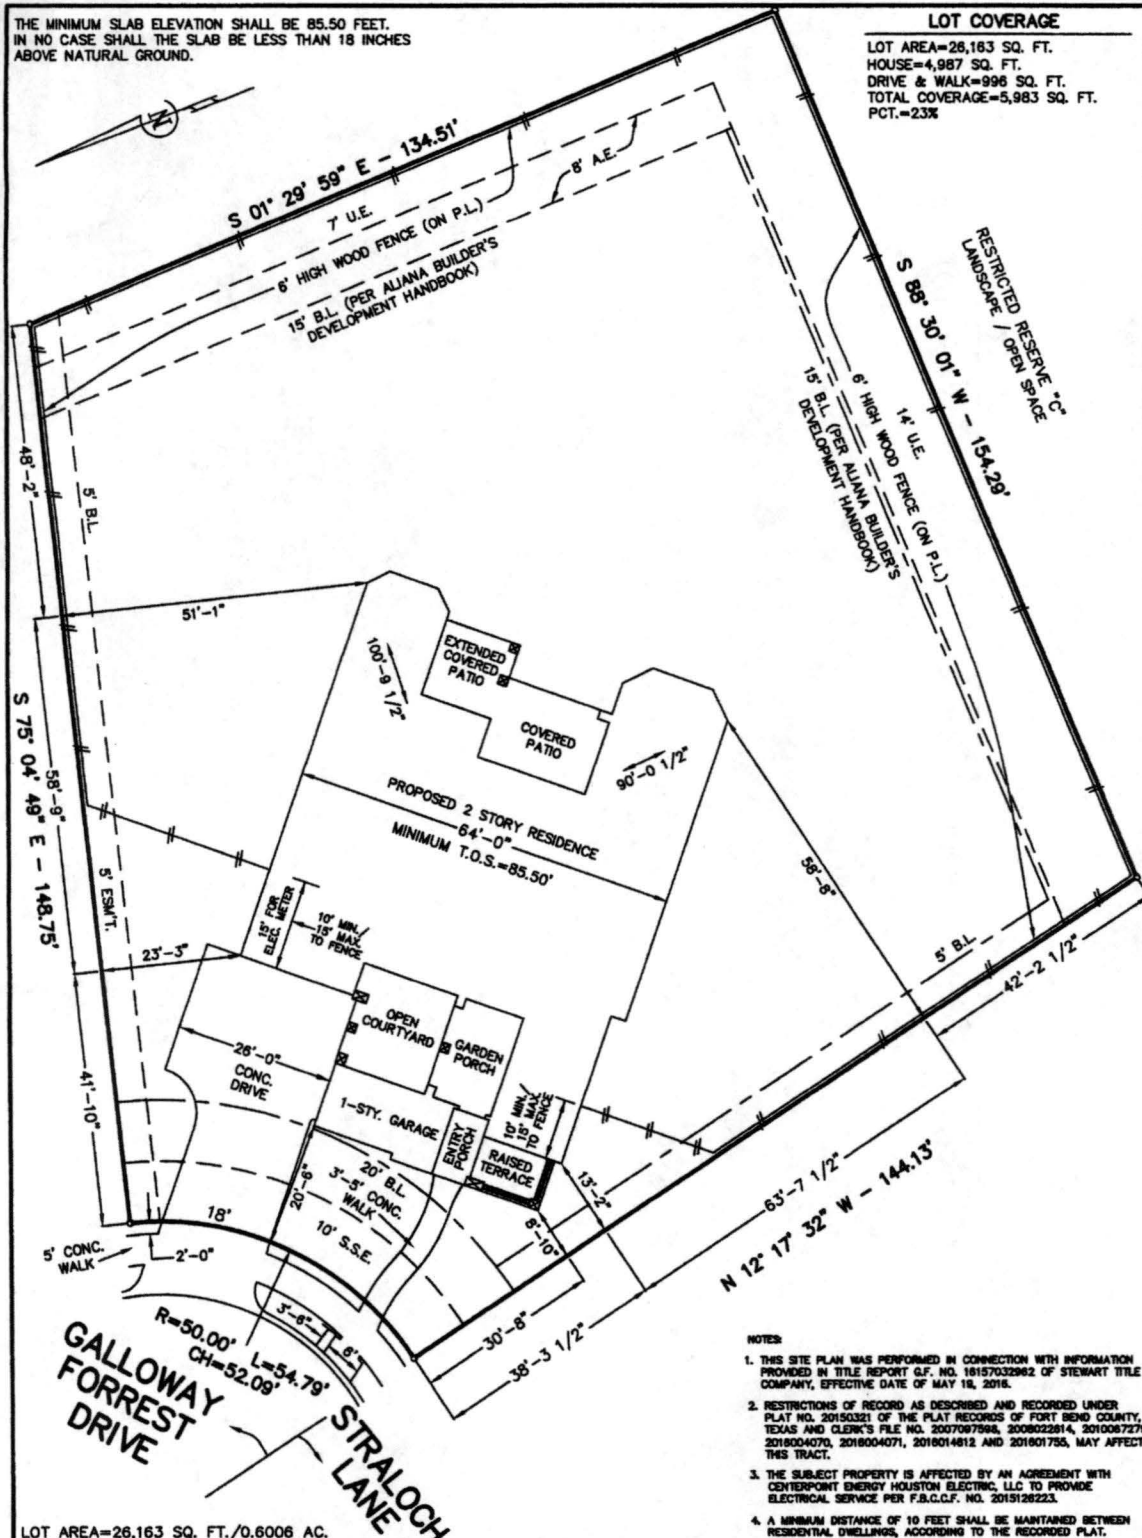 THE MINIMUM SLAB ELEVATION SHALL BE 85.50 FEET.
IN NO CASE SHALL THE SLAB BE LESS THAN 18 INCHES
ABOVE NATURAL GROUND.
LOT COVERAGE
LOT AREA=26,163 SQ. FT.
HOUSE=4,987 SQ. FT.
DRIVE & WALK=996 SQ. FT.
TOTAL COVERAGE=5,983 SQ. FT.
PCT.=23%
N
S 01° 29' 59" E - 134.51'
7' U.E.
8' A.E.
6' HIGH WOOD FENCE (ON P.L.)
15' B.L. (PER ALIANA BUILDER'S
DEVELOPMENT HANDBOOK)
RESTRICTED RESERVE "C"
LANDSCAPE / OPEN SPACE
S 88° 30' 01" W - 154.29'
14' U.E.
6' HIGH WOOD FENCE (ON P.L.)
15' B.L. (PER ALIANA BUILDER'S
DEVELOPMENT HANDBOOK)
48'-2"
5' B.L.
51'-1"
S 75° 04' 49" E - 148.75'
58'-9"
5' ESM'T.
23'-3"
41'-10"
100'-9 1/2"
EXTENDED
COVERED
PATIO
COVERED
PATIO
90'-0 1/2"
PROPOSED 2 STORY RESIDENCE
64'-0"
MINIMUM T.O.S.=85.50'
58'-8"
15' FOR
ELEC. METER
10' MIN./
15' MAX.
TO FENCE
OPEN
COURTYARD
GARDEN
PORCH
26'-0"
CONC.
DRIVE
1-STY. GARAGE
ENTRY
PORCH
10' MIN./
15' MAX.
TO FENCE
RAISED
TERRACE
5' B.L.
42'-2 1/2"
13'-2"
8'-10"
63'-7 1/2"
N 12° 17' 32" W - 144.13'
20'-6"
20' B.L.
3'-5' CONC.
WALK
10' S.S.E.
18'
5' CONC.
WALK
2'-0"
30'-8"
38'-3 1/2"
3'-6"
6'
R=50.00' L=54.79'
CH=52.09'
GALLOWAY
FORREST
DRIVE
STRALOCH
LANE
NOTES:
1. THIS SITE PLAN WAS PERFORMED IN CONNECTION WITH INFORMATION
PROVIDED IN TITLE REPORT G.F. NO. 16157032962 OF STEWART TITLE
COMPANY, EFFECTIVE DATE OF MAY 19, 2016.
2. RESTRICTIONS OF RECORD AS DESCRIBED AND RECORDED UNDER
PLAT NO. 20150321 OF THE PLAT RECORDS OF FORT BEND COUNTY,
TEXAS AND CLERK'S FILE NO. 2007097598, 2008022614, 2010067271
2016004070, 2016004071, 2016014612 AND 201601755, MAY AFFECT
THIS TRACT.
3. THE SUBJECT PROPERTY IS AFFECTED BY AN AGREEMENT WITH
CENTERPOINT ENERGY HOUSTON ELECTRIC, LLC TO PROVIDE
ELECTRICAL SERVICE PER F.B.C.C.F. NO. 2015126223.
4. A MINIMUM DISTANCE OF 10 FEET SHALL BE MAINTAINED BETWEEN
RESIDENTIAL DWELLINGS, ACCORDING TO THE RECORDED PLAT.
LOT AREA=26,163 SQ. FT./0.6006 AC.